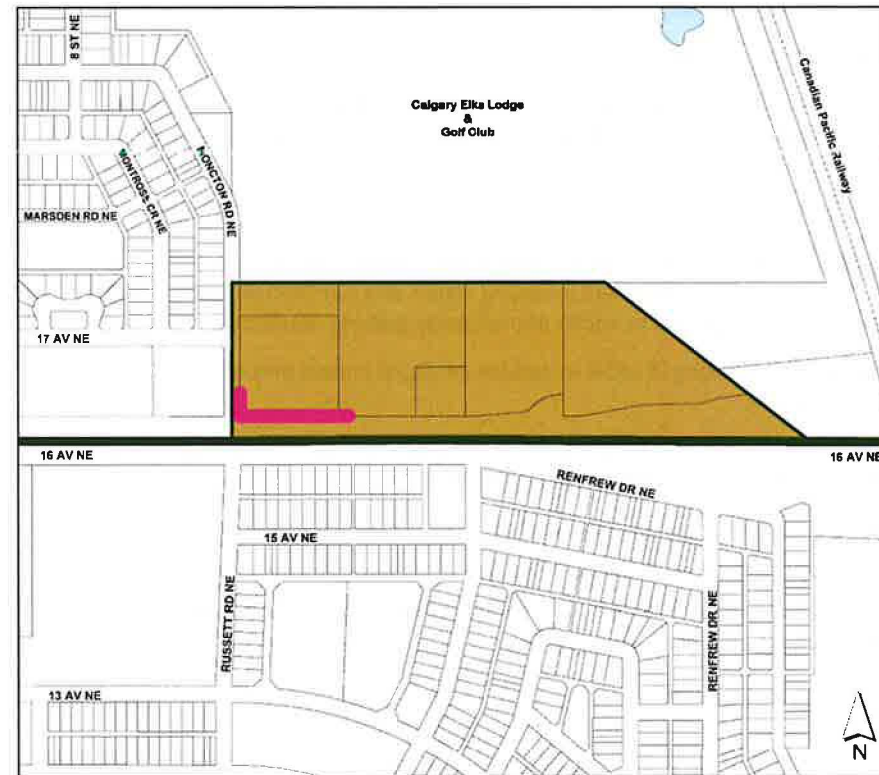 8 ST NE
Calgary Elks Lodge
&
Golf Club
Canadian Pacific Railway
MONTROSE CR NE
MONCTON RD NE
MARSDEN RD NE
17 AV NE
16 AV NE
16 AV NE
RENFREW DR NE
15 AV NE
RUSSETT RD NE
RENFREW DR NE
13 AV NE
N